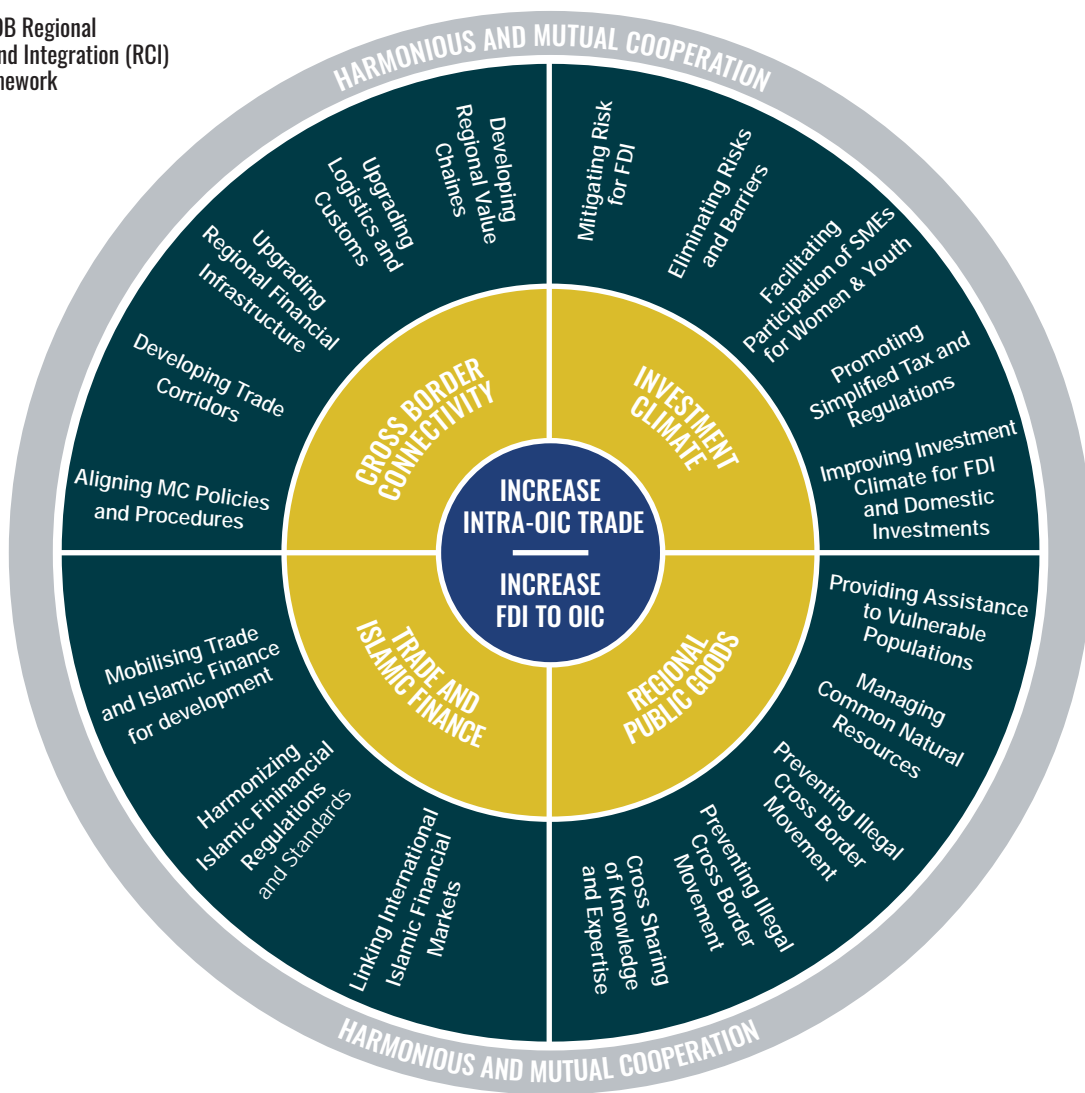 DB Regional
nd Integration (RCI)
nework
HARMONIOUS AND MUTUAL COOPERATION
Developing
Regional Value
Chaines
Upgrading
Logistics and
Customs
Upgrading
Regional Financial
Infrastructure
Developing Trade
Corridors
Aligning MC Policies
and Procedures
Mitigating Risk
for FDI
Eliminating Risks
and Barriers
Facilitating
Participation of SMEs
for Women & Youth
Promoting
Simplified Tax and
Regulations
Improving Investment
Climate for FDI
and Domestic
Investments
CROSS BORDER
CONNECTIVITY
INVESTMENT
CLIMATE
INCREASE
INTRA-OIC TRADE
INCREASE
FDI TO OIC
TRADE AND
ISLAMIC FINANCE
REGIONAL
PUBLIC GOODS
Mobilising Trade
and Islamic Finance
for development
Harmonizing
Islamic Fininancial
Regulations
and Standards
Linking International
Islamic Financial
Markets
Providing Assistance
to Vulnerable
Populations
Managing
Common Natural
Resources
Preventing Illegal
Cross Border
Movement
Preventing Illegal
Cross Border
Movement
Cross Sharing
of Knowledge
and Expertise
HARMONIOUS AND MUTUAL COOPERATION